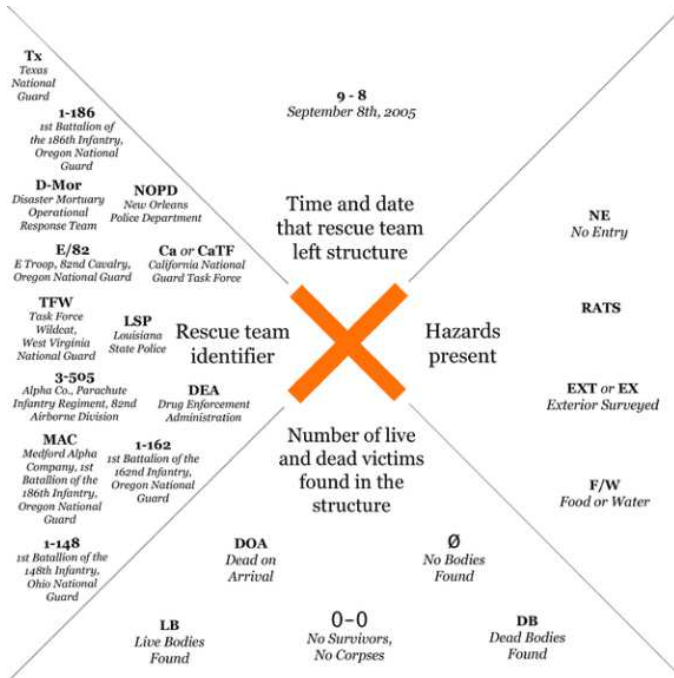 9 - 8
September 8th, 2005
Time and date
that rescue team
left structure
Tx
Texas
National
Guard
1-186
1st Battalion of
the 186th Infantry,
Oregon National
Guard
D-Mor
Disaster Mortuary
Operational
Response Team
NOPD
New Orleans
Police Department
E/82
E Troop, 82nd Cavalry,
Oregon National Guard
Ca or CaTF
California National
Guard Task Force
TFW
Task Force
Wildcat,
West Virginia
National Guard
LSP
Louisiana
State Police
Rescue team
identifier
3-505
Alpha Co., Parachute
Infantry Regiment, 82nd
Airborne Division
DEA
Drug Enforcement
Administration
MAC
Medford Alpha
Company, 1st
Batallion of the
186th Infantry,
Oregon National
Guard
1-162
1st Battalion of the
162nd Infantry,
Oregon National
Guard
1-148
1st Batallion of the
148th Infantry,
Ohio National
Guard
Hazards
present
NE
No Entry
RATS
EXT or EX
Exterior Surveyed
F/W
Food or Water
Number of live
and dead victims
found in the
structure
DOA
Dead on
Arrival
Ø
No Bodies
Found
LB
Live Bodies
Found
0-0
No Survivors,
No Corpses
DB
Dead Bodies
Found